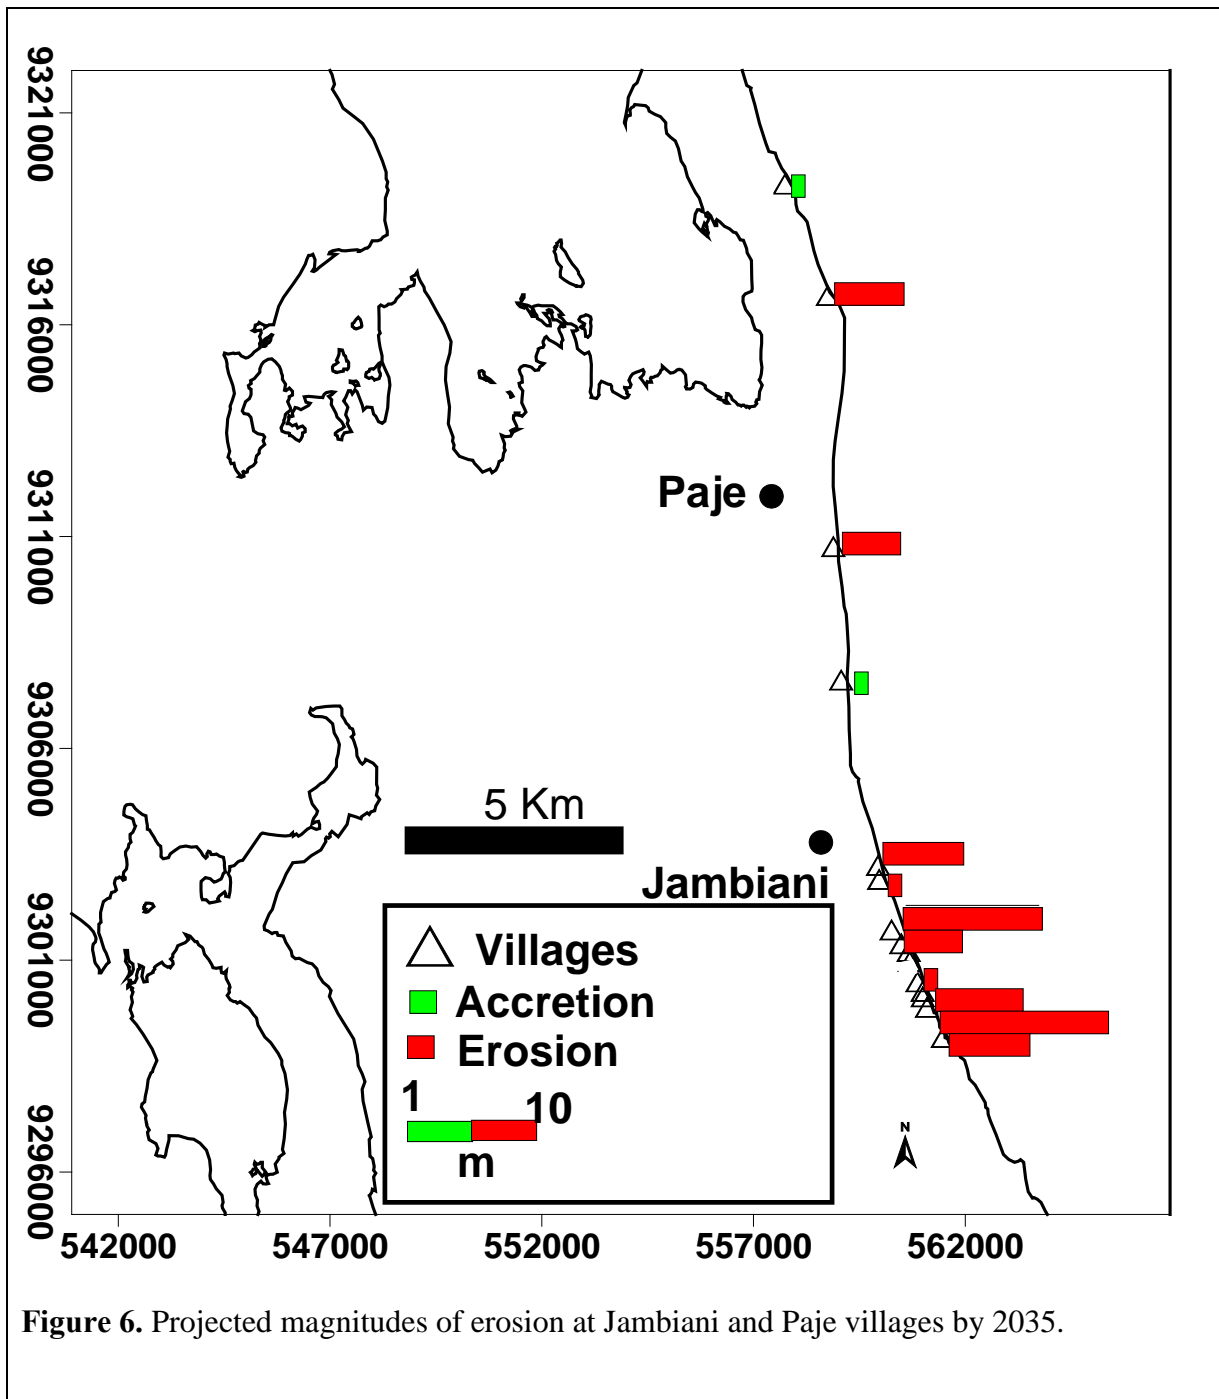 9321000
9316000
9311000
9306000
9301000
9296000
Paje
5 Km
Jambiani
Villages
Accretion
Erosion
1
10
m
N
542000 547000 552000 557000 562000
Figure 6. Projected magnitudes of erosion at Jambiani and Paje villages by 2035.